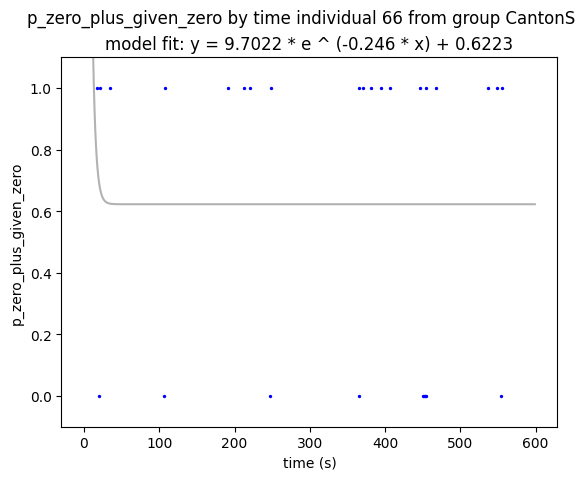 p_zero_plus_given_zero by time individual 66 from group CantonS
model fit: y = 9.7022 * e ^ (-0.246 * x) + 0.6223
p_zero_plus_given_zero
1.0
0.8
0.6
0.4
0.2
0.0
0 100 200 300 400 500 600
time (s)